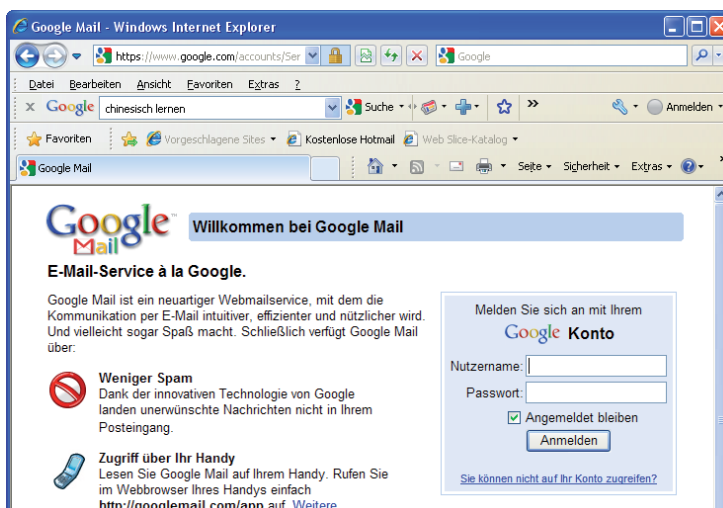 Google Mail - Windows Internet Explorer
https://www.google.com/accounts/Ser Google
Datei Bearbeiten Ansicht Favoriten Extras ?
x Google chinesisch lernen Suche » Anmelden
Favoriten Vorgeschlagene Sites Kostenlose Hotmail Web Slice-Katalog
Google Mail Seite Sicherheit Extras ? »
Google Mail™ Willkommen bei Google Mail
E-Mail-Service à la Google.
Google Mail ist ein neuartiger Webmailservice, mit dem die
Kommunikation per E-Mail intuitiver, effizienter und nützlicher wird.
Und vielleicht sogar Spaß macht. Schließlich verfügt Google Mail
über:
Weniger Spam
Dank der innovativen Technologie von Google
landen unerwünschte Nachrichten nicht in Ihrem
Posteingang.
Zugriff über Ihr Handy
Lesen Sie Google Mail auf Ihrem Handy. Rufen Sie
im Webbrowser Ihres Handys einfach
http://googlemail.com/app auf. Weitere
Melden Sie sich an mit Ihrem
Google Konto
Nutzername:
Passwort:
Angemeldet bleiben
Anmelden
Sie können nicht auf Ihr Konto zugreifen?